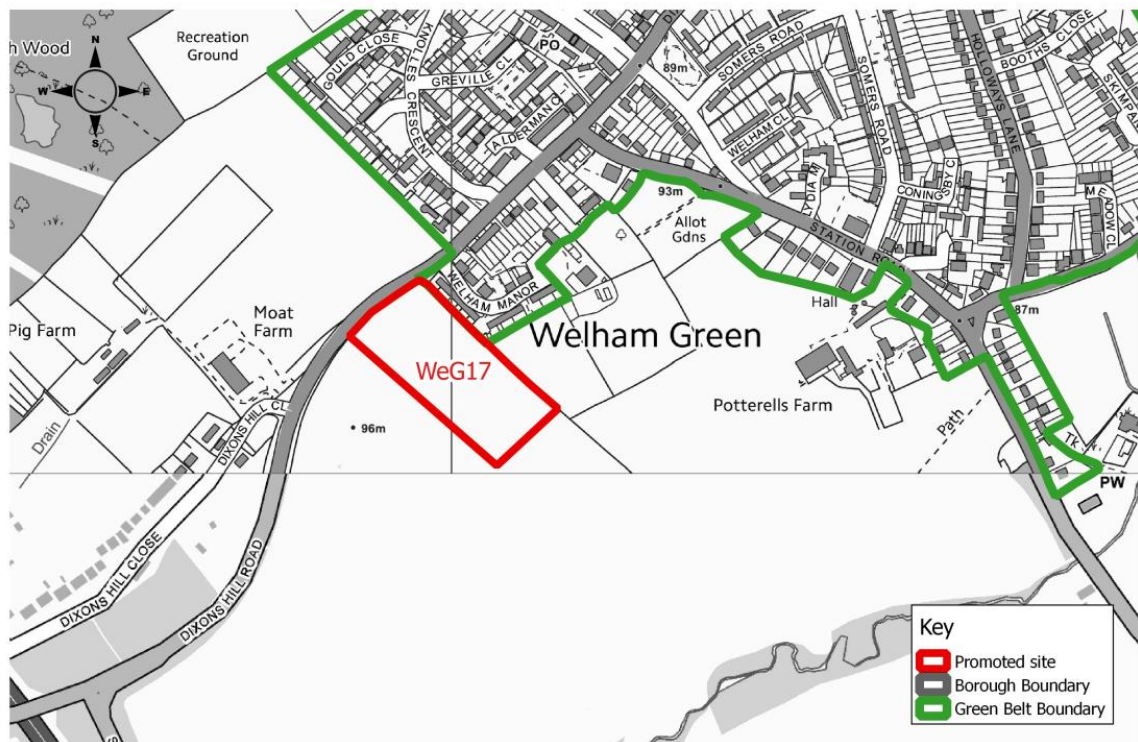 h Wood
Recreation
Ground
N
W
E
S
GOULD CLOSE
KNOLLES
CRESCENT
PO
GREVILLE CL
89m
SOMERS ROAD
SOMERS ROAD
HOLLOWAYS LANE
BOOTHS CLOSE
WELHAM CL
LYDIA M
CONINGSBY C
93m
Allot
Gdns
STATION ROAD
WELHAM MANOR
Moat
Farm
Pig Farm
Hall
87m
Welham Green
WeG17
Potterells Farm
DIXONS HILL CL
96m
Drain
Path
Tk
PW
DIXONS HILL CLOSE
DIXONS HILL ROAD
Key
Promoted site
Borough Boundary
Green Belt Boundary